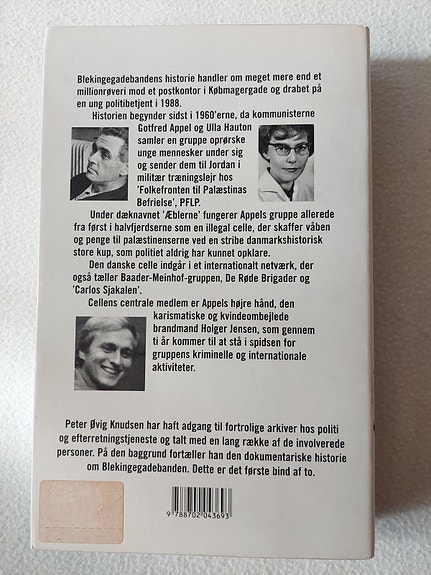 Blekingegadebandens historie handler om meget mere end et
millionrøveri mod et postkontor i Købmagergade og drabet på
en ung politibetjent i 1988.
Historien begynder sidst i 1960'erne, da kommunisterne
Gotfred Appel og Ulla Hauton
samler en gruppe oprørske
unge mennesker under sig
og sender dem til Jordan i
militær træningslejr hos
'Folkefronten til Palæstinas
Befrielse', PFLP.
Under dæknavnet 'Æblerne' fungerer Appels gruppe allerede
fra først i halvfjerdserne som en illegal celle, der skaffer våben
og penge til palæstinenserne ved en stribe danmarkshistorisk
store kup, som politiet aldrig har kunnet opklare.
Den danske celle indgår i et internationalt netværk, der
også tæller Baader-Meinhof-gruppen, De Røde Brigader og
'Carlos Sjakalen'.
Cellens centrale medlem er Appels højre hånd, den
karismatiske og kvindeombejlede
brandmand Holger Jensen, som gennem
ti år kommer til at stå i spidsen for
gruppens kriminelle og internationale
aktiviteter.
Peter Øvig Knudsen har haft adgang til fortrolige arkiver hos politi
og efterretningstjeneste og talt med en lang række af de involverede
personer. På den baggrund fortæller han den dokumentariske historie
om Blekingegadebanden. Dette er det første bind af to.
9 788702 043693